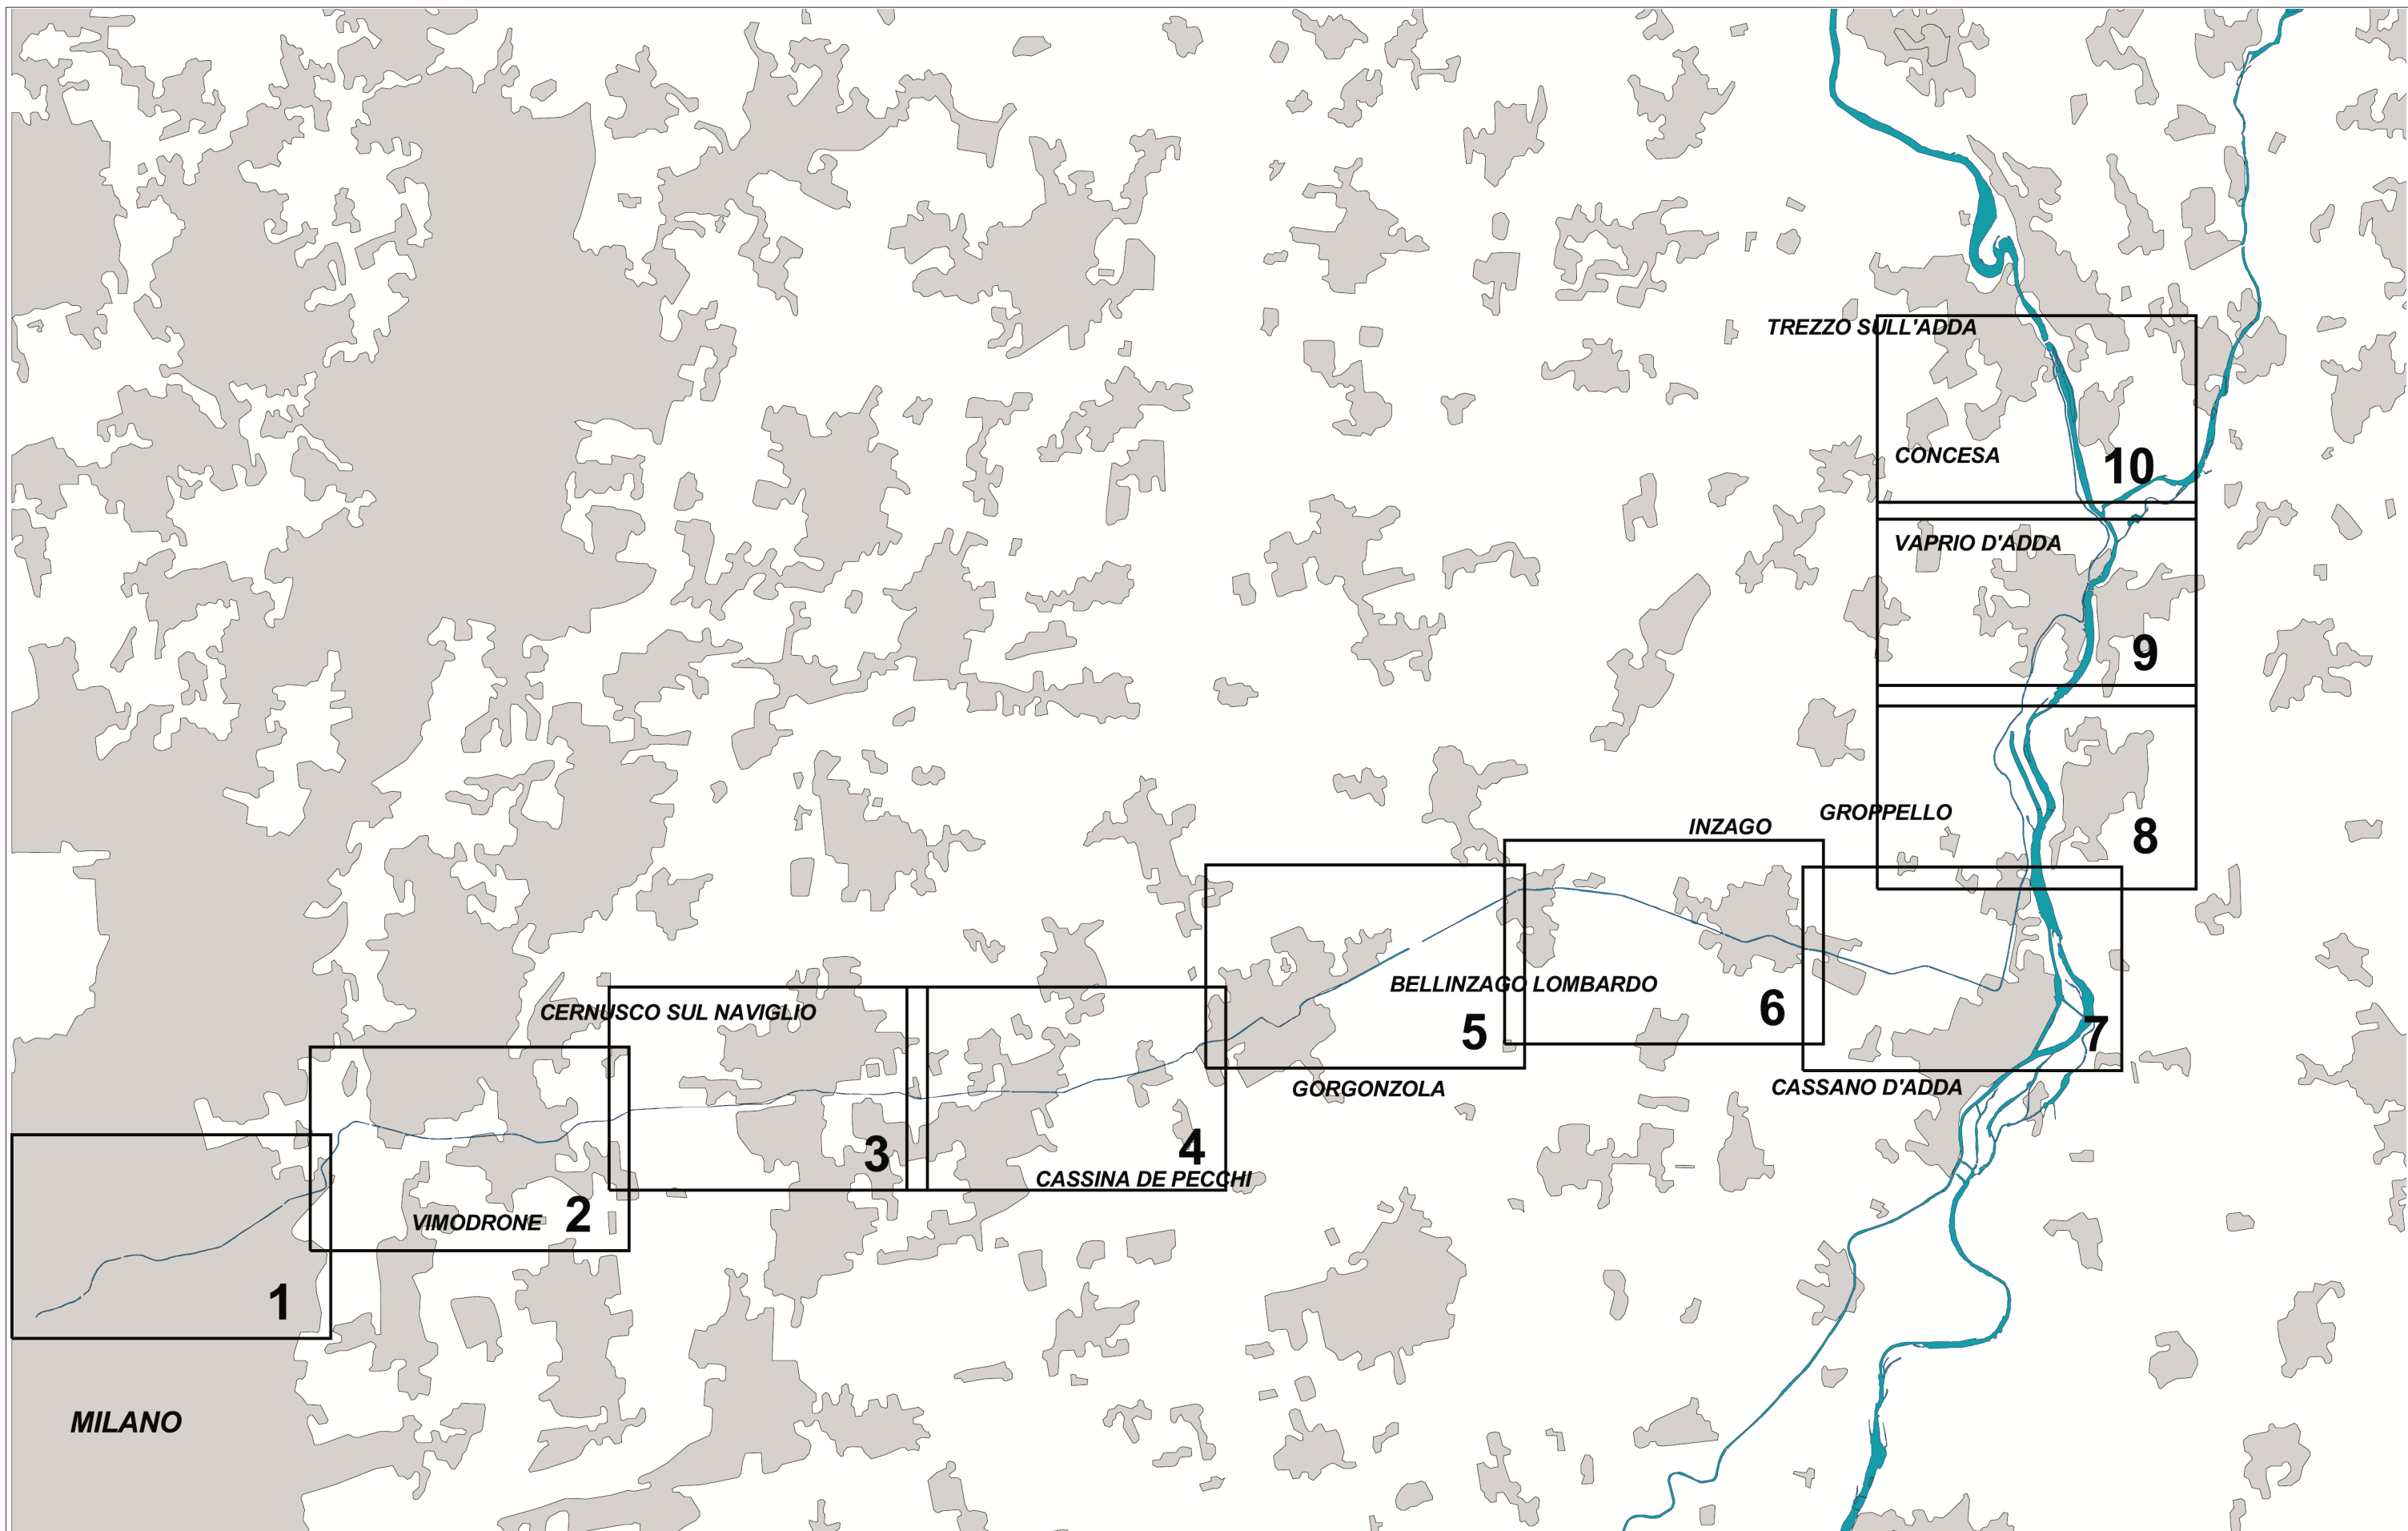 TREZZO SULL'ADDA
CONCESA
10
VAPRIO D'ADDA
9
GROPPELLO
8
INZAGO
BELLINZAGO LOMBARDO
6
5
7
CERNUSCO SUL NAVIGLIO
GORGONZOLA
CASSANO D'ADDA
3
4
CASSINA DE PECCHI
VIMODRONE
2
1
MILANO